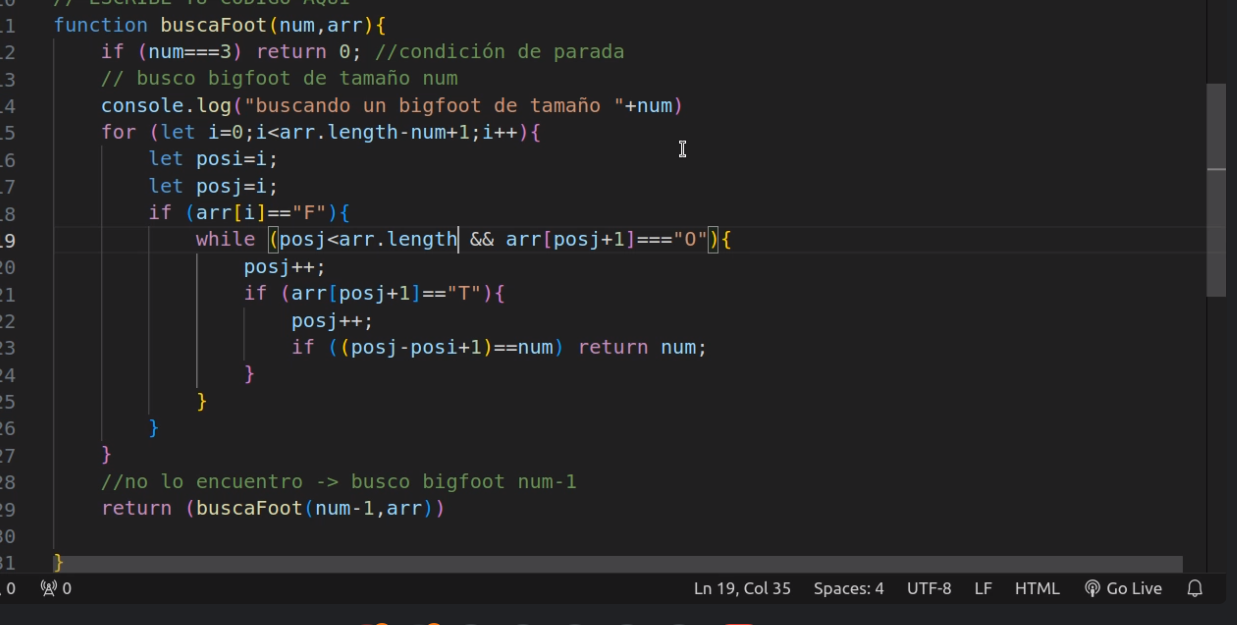 // ESCRIBE TU CÓDIGO AQUÍ
11 function buscaFoot(num,arr){
12 if (num===3) return 0; //condición de parada
13 // busco bigfoot de tamaño num
14 console.log("buscando un bigfoot de tamaño "+num)
15 for (let i=0;i<arr.length-num+1;i++){
16 let posi=i;
17 let posj=i;
18 if (arr[i]=="F"){
19 while (posj<arr.length && arr[posj+1]==="O"){
20 posj++;
21 if (arr[posj+1]=="T"){
22 posj++;
23 if ((posj-posi+1)==num) return num;
24 }
25 }
26 }
27 }
28 //no lo encuentro -> busco bigfoot num-1
29 return (buscaFoot(num-1,arr))
30
31 }
, 0 0 Ln 19, Col 35 Spaces: 4 UTF-8 LF HTML Go Live